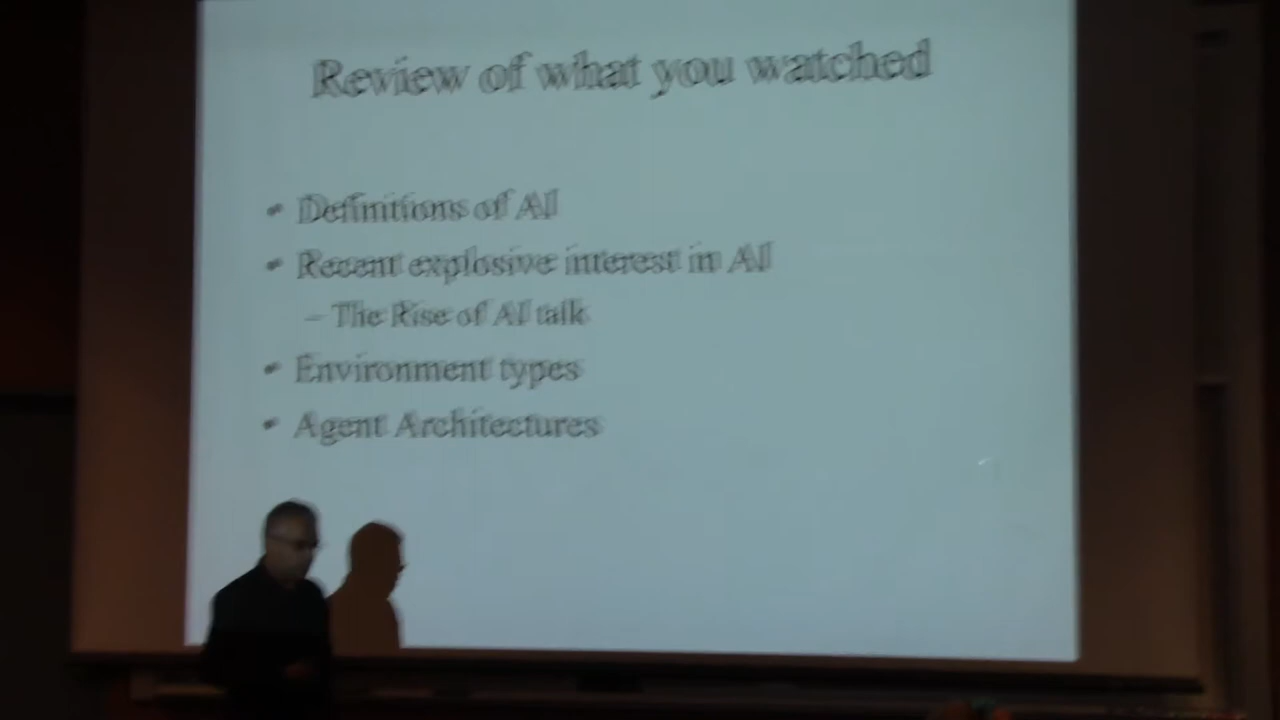 Review of what you watched
• Definitions of AI
• Recent explosive interest in AI
– The Rise of AI talk
• Environment types
• Agent Architectures